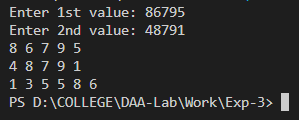 Enter 1st value: 86795
Enter 2nd value: 48791
8 6 7 9 5
4 8 7 9 1
1 3 5 5 8 6
PS D:\COLLEGE\DAA-Lab\Work\Exp-3>